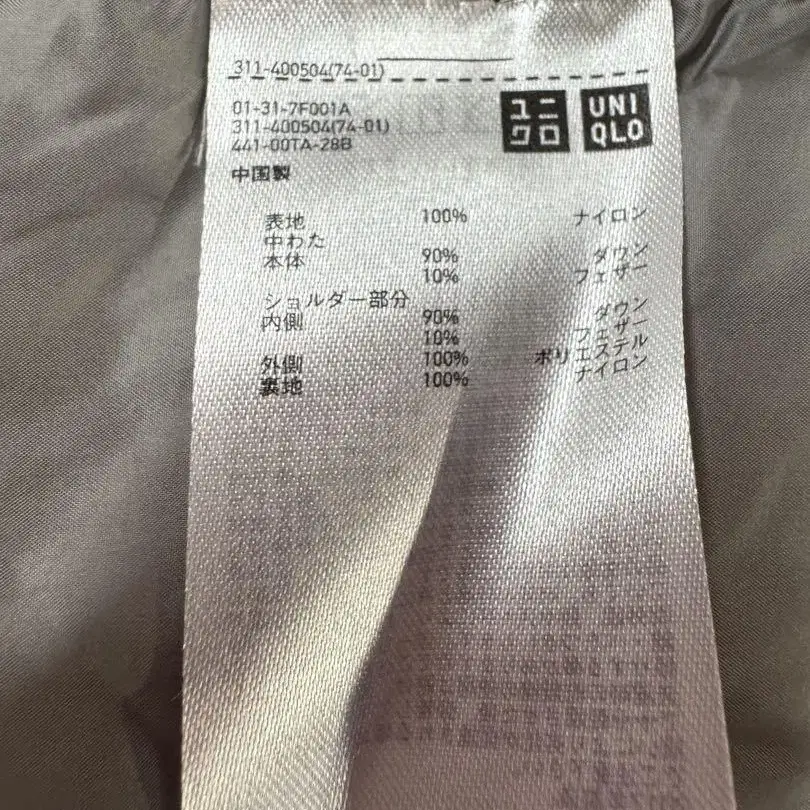 311-400504(74-01)
01-31-7F001A
311-400504(74-01)
441-00TA-28B
ユニクロ UNIQLO
中国製
表地 100% ナイロン
中わた
本体 90% ダウン
10% フェザー
ショルダー部分
内側 90% ダウン
10% フェザー
外側 100% ポリエステル
裏地 100% ナイロン